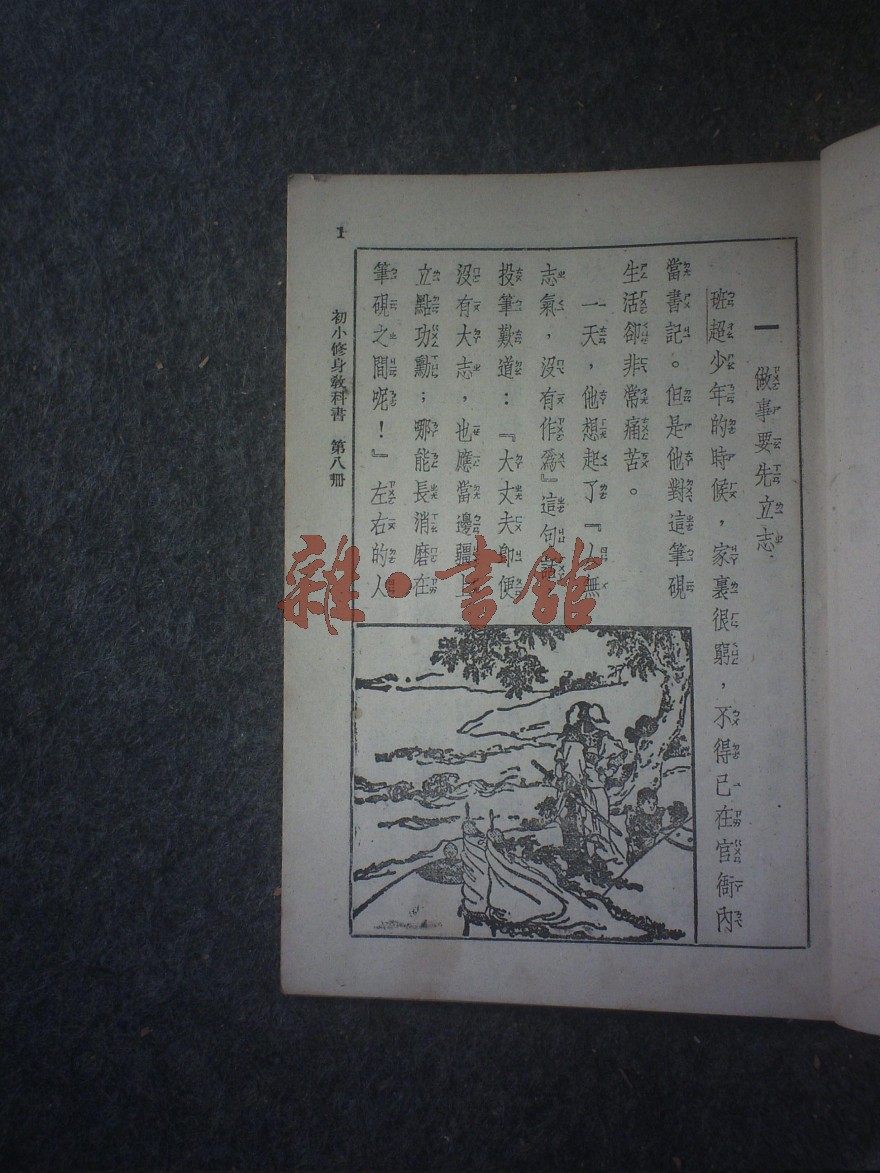 一　做事要先立志
班超少年的時候，家裏很窮，不得已在官衙內
當書記。但是他對這筆硯
生活卻非常痛苦。
一天，他想起了『人無
志氣，沒有作爲』這句話
投筆歎道：『大丈夫卽便
沒有大志，也應當邊疆上
立點功勳；哪能長消磨在
筆硯之間呢！』左右的人
初小修身敎科書　第八册
1
雜·書舘